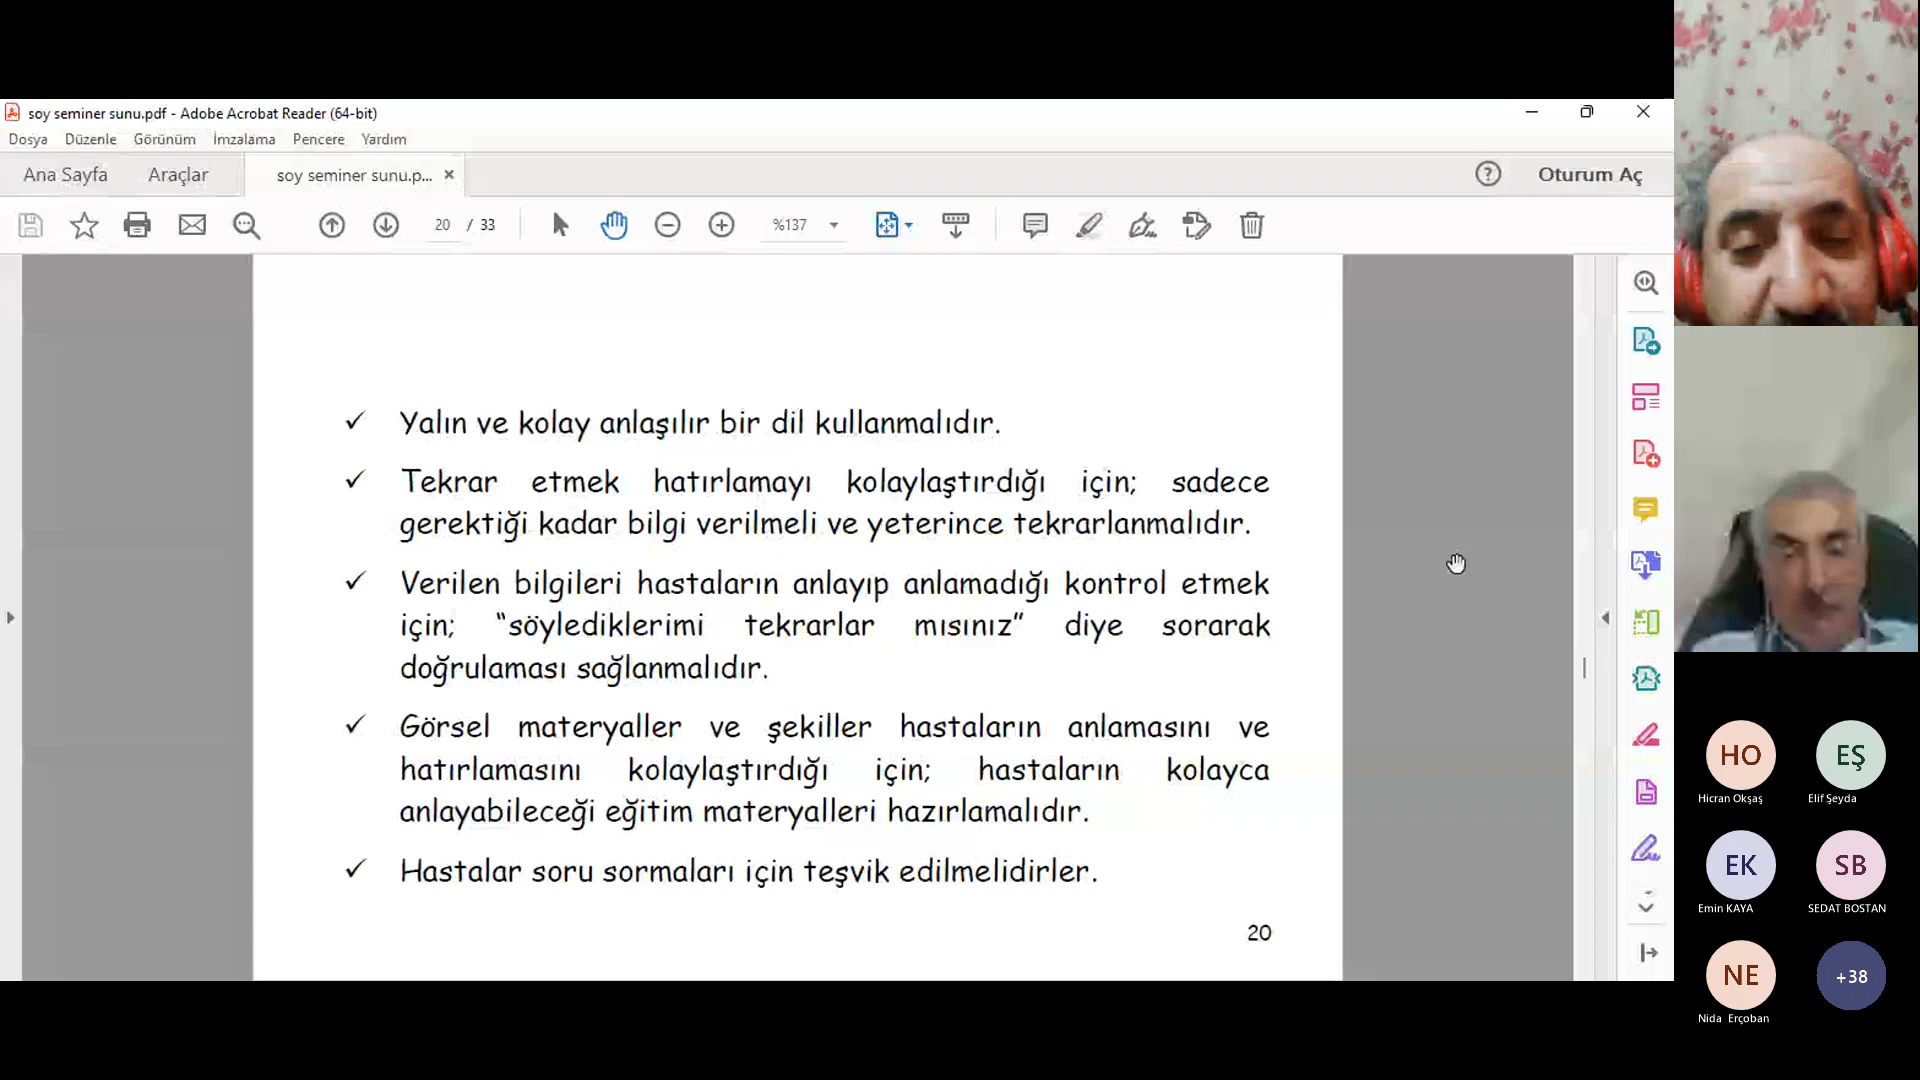 soy seminer sunu.pdf - Adobe Acrobat Reader (64-bit)
Dosya Düzenle Görünüm İmzalama Pencere Yardım
Ana Sayfa Araçlar soy seminer sunu.p... Oturum Aç
20 / 33 %137
✓ Yalın ve kolay anlaşılır bir dil kullanmalıdır.
✓ Tekrar etmek hatırlamayı kolaylaştırdığı için; sadece
gerektiği kadar bilgi verilmeli ve yeterince tekrarlanmalıdır.
✓ Verilen bilgileri hastaların anlayıp anlamadığı kontrol etmek
için; “söylediklerimi tekrarlar mısınız” diye sorarak
doğrulaması sağlanmalıdır.
✓ Görsel materyaller ve şekiller hastaların anlamasını ve
hatırlamasını kolaylaştırdığı için; hastaların kolayca
anlayabileceği eğitim materyalleri hazırlamalıdır.
✓ Hastalar soru sormaları için teşvik edilmelidirler.
20
HO EŞ
Hicran Okşaş Elif Şeyda
EK SB
Emin KAYA SEDAT BOSTAN
NE +38
Nida Erçoban